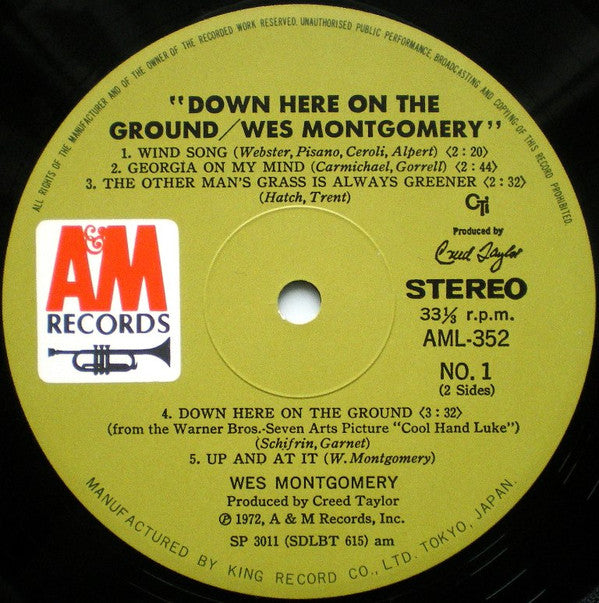 ALL RIGHTS OF THE MANUFACTURER AND OF THE OWNER OF THE RECORDED WORK RESERVED. UNAUTHORISED PUBLIC PERFORMANCE, BROADCASTING AND COPYING OF THIS RECORD PROHIBITED.
"DOWN HERE ON THE
GROUND/WES MONTGOMERY"
1. WIND SONG (Webster, Pisano, Ceroli, Alpert) <2:20>
2. GEORGIA ON MY MIND (Carmichael, Gorrell) <2:44>
3. THE OTHER MAN'S GRASS IS ALWAYS GREENER <2:32>
(Hatch, Trent)
CTi
Produced by
Creed Taylor
A&M
RECORDS
STEREO
33⅓ r.p.m.
AML-352
NO. 1
(2 Sides)
4. DOWN HERE ON THE GROUND <3:32>
(from the Warner Bros.-Seven Arts Picture "Cool Hand Luke")
(Schifrin, Garnet)
5. UP AND AT IT (W. Montgomery)
WES MONTGOMERY
Produced by Creed Taylor
℗ 1972, A & M Records, Inc.
SP 3011 (SDLBT 615) am
MANUFACTURED BY KING RECORD CO., LTD. TOKYO, JAPAN.